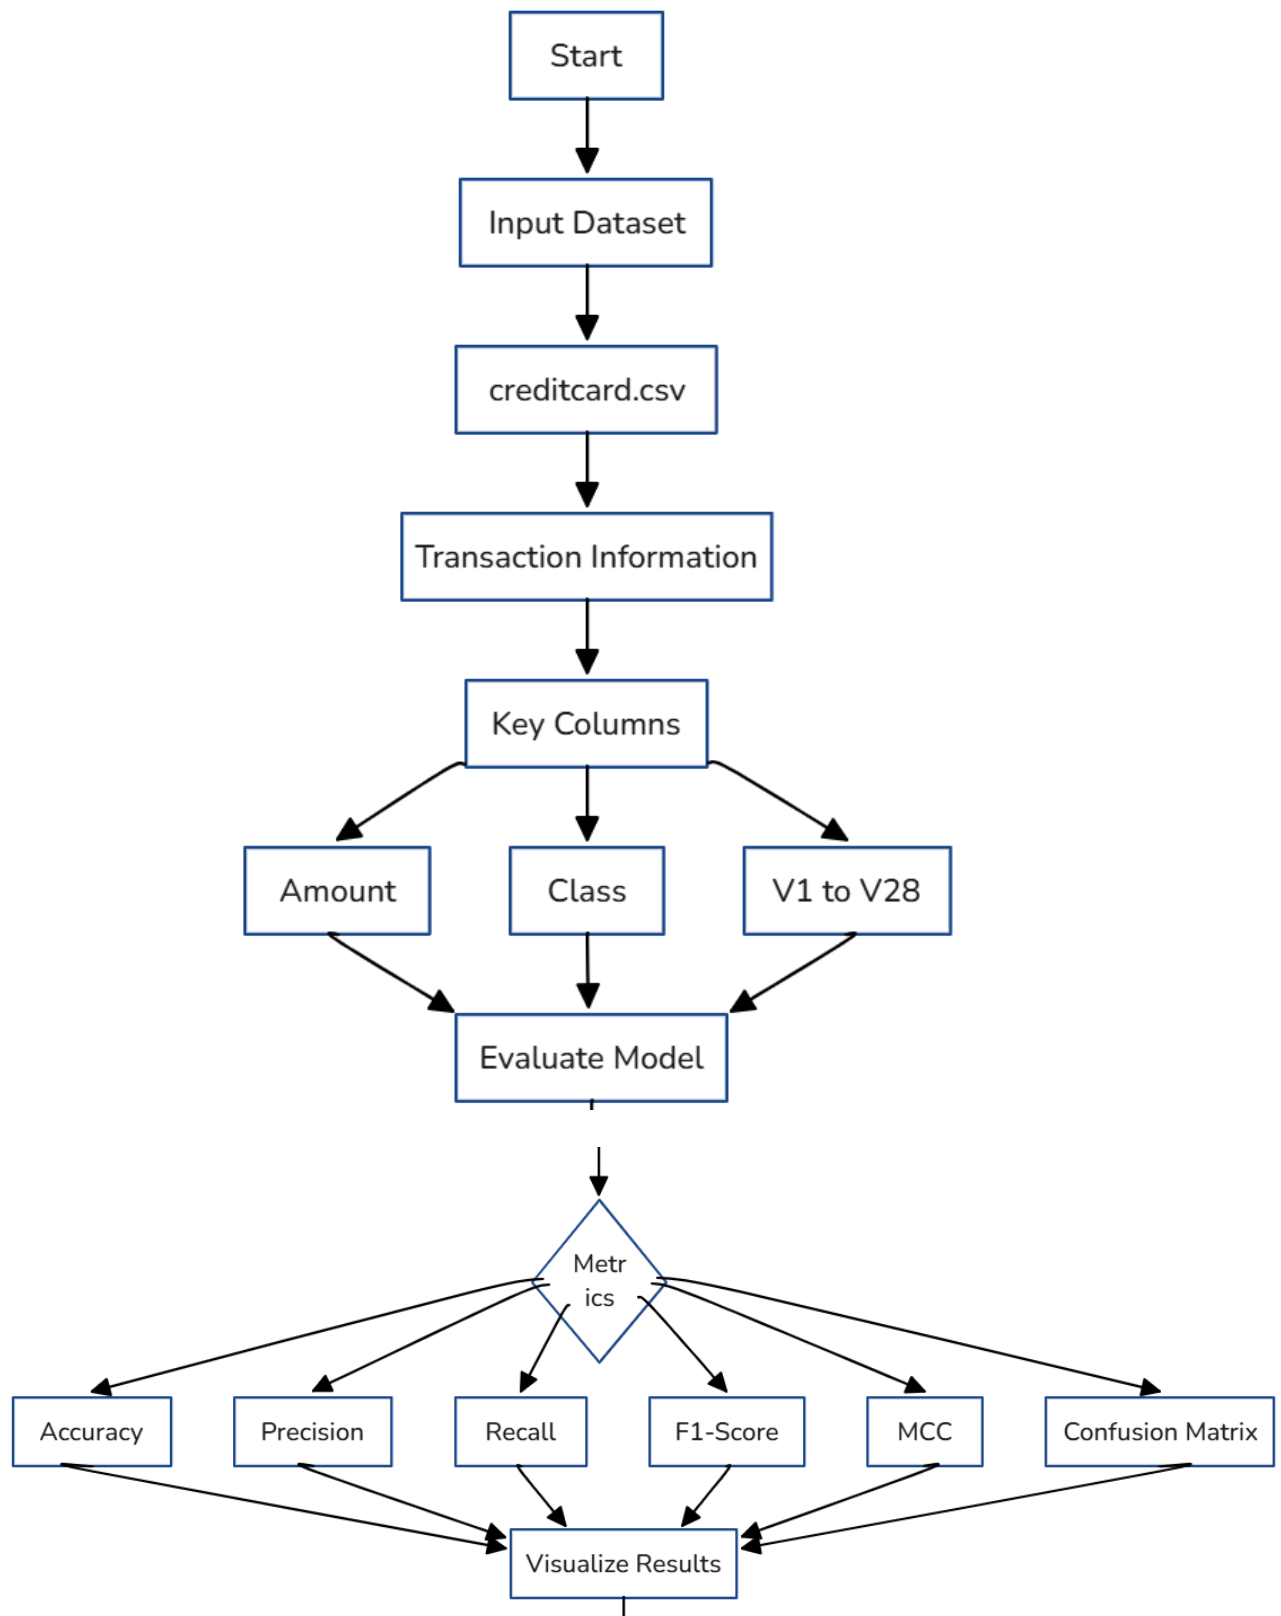 Start
Input Dataset
creditcard.csv
Transaction Information
Key Columns
Amount
Class
V1 to V28
Evaluate Model
Metr
ics
Accuracy
Precision
Recall
F1-Score
MCC
Confusion Matrix
Visualize Results